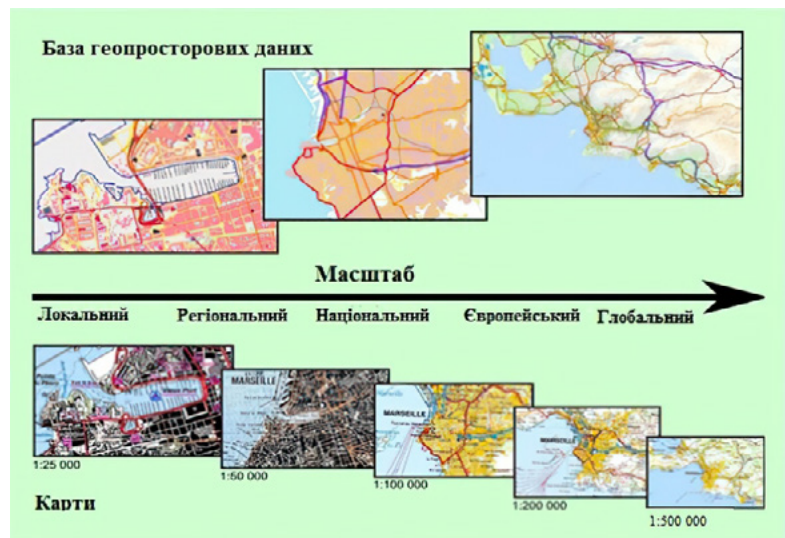 База геопросторових даних
Масштаб
Локальний Регіональний Національний Європейський Глобальний
MARSEILLE
MARSEILLE
MARSEILLE
1:25 000
1:50 000
1:100 000
1:200 000
1:500 000
Карти